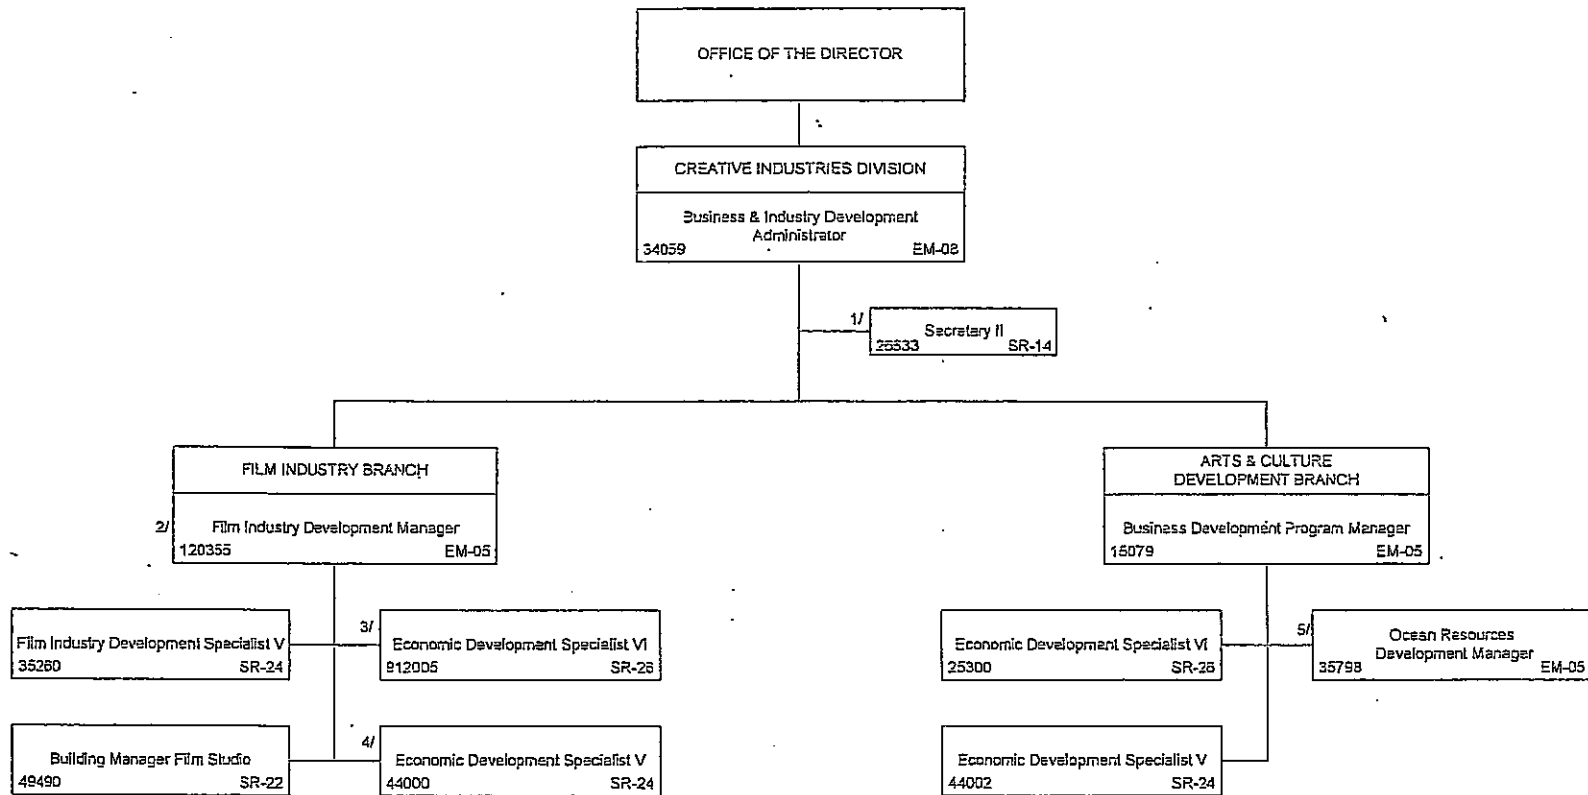 OFFICE OF THE DIRECTOR
CREATIVE INDUSTRIES DIVISION
Business & Industry Development
Administrator
34059 EM-08
1/
Secretary II
25533 SR-14
FILM INDUSTRY BRANCH
2/
Film Industry Development Manager
120355 EM-05
ARTS & CULTURE
DEVELOPMENT BRANCH
Business Development Program Manager
15079 EM-05
Film Industry Development Specialist V
35260 SR-24
3/
Economic Development Specialist VI
912005 SR-26
Economic Development Specialist VI
25300 SR-26
5/
Ocean Resources
Development Manager
35798 EM-05
Building Manager Film Studio
49490 SR-22
4/
Economic Development Specialist V
44000 SR-24
Economic Development Specialist V
44002 SR-24